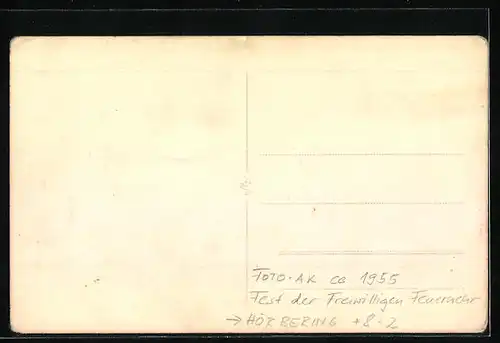 FOTO-AK ca 1955
Fest der Freiwilligen Feuerwehr
→ HÖRBERING +8-2